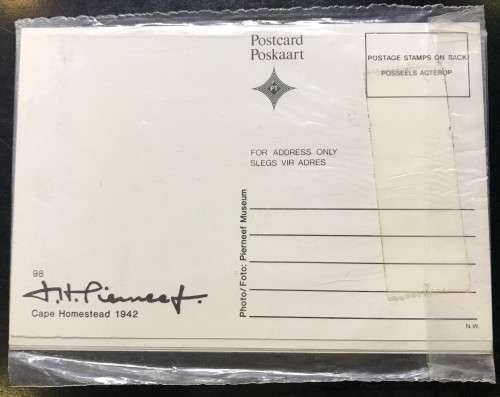 Postcard
Poskaart
POSTAGE STAMPS ON BACK
POSSEËLS AGTEROP
FOR ADDRESS ONLY
SLEGS VIR ADRES
Photo/Foto: Pierneef Museum
98
J.H. Pierneef.
Cape Homestead 1942
N.W.